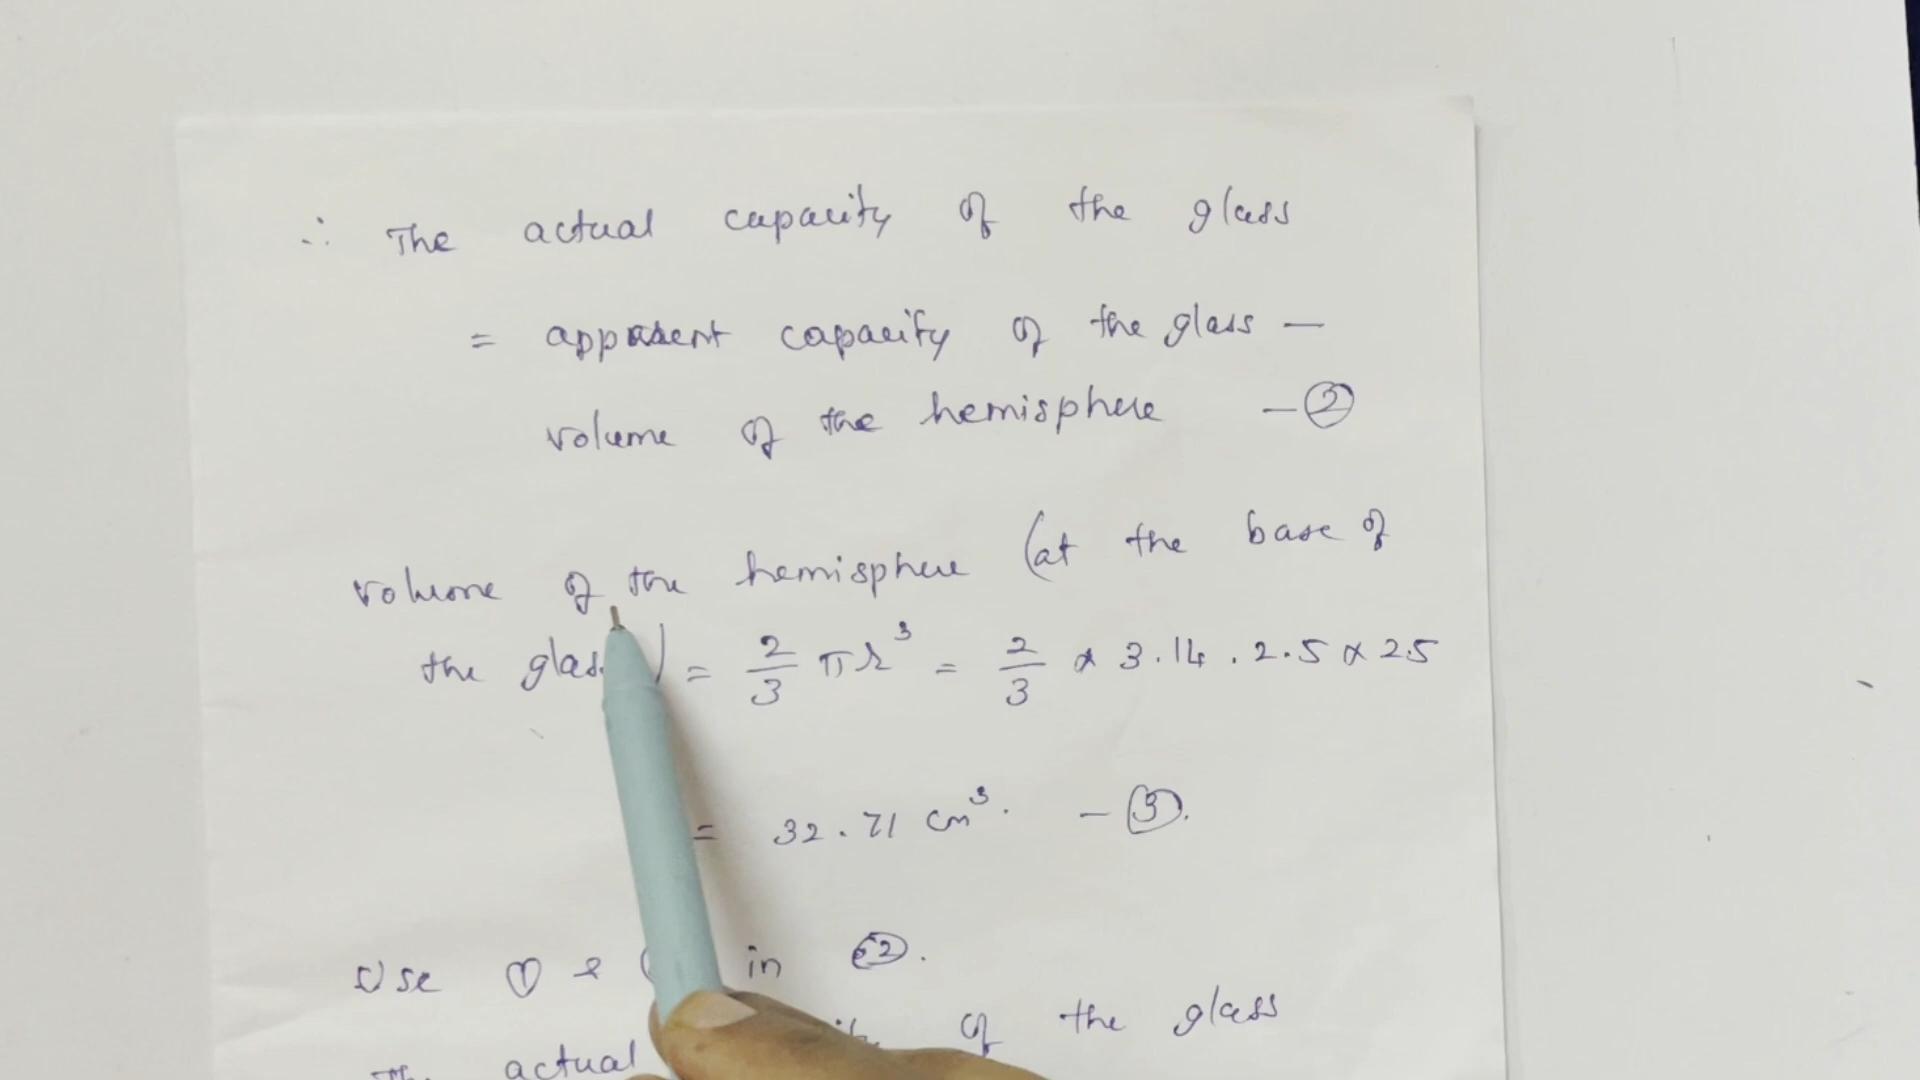 ∴ The actual capacity of the glass
= apparent capacity of the glass —
volume of the hemisphere — ②
volume of the hemisphere (at the base of
the glass) = 2/3 πr³ = 2/3 × 3.14 . 2.5 × 2.5
= 32.71 cm³. — ③.
Use ① & in ②.
The actual of the glass